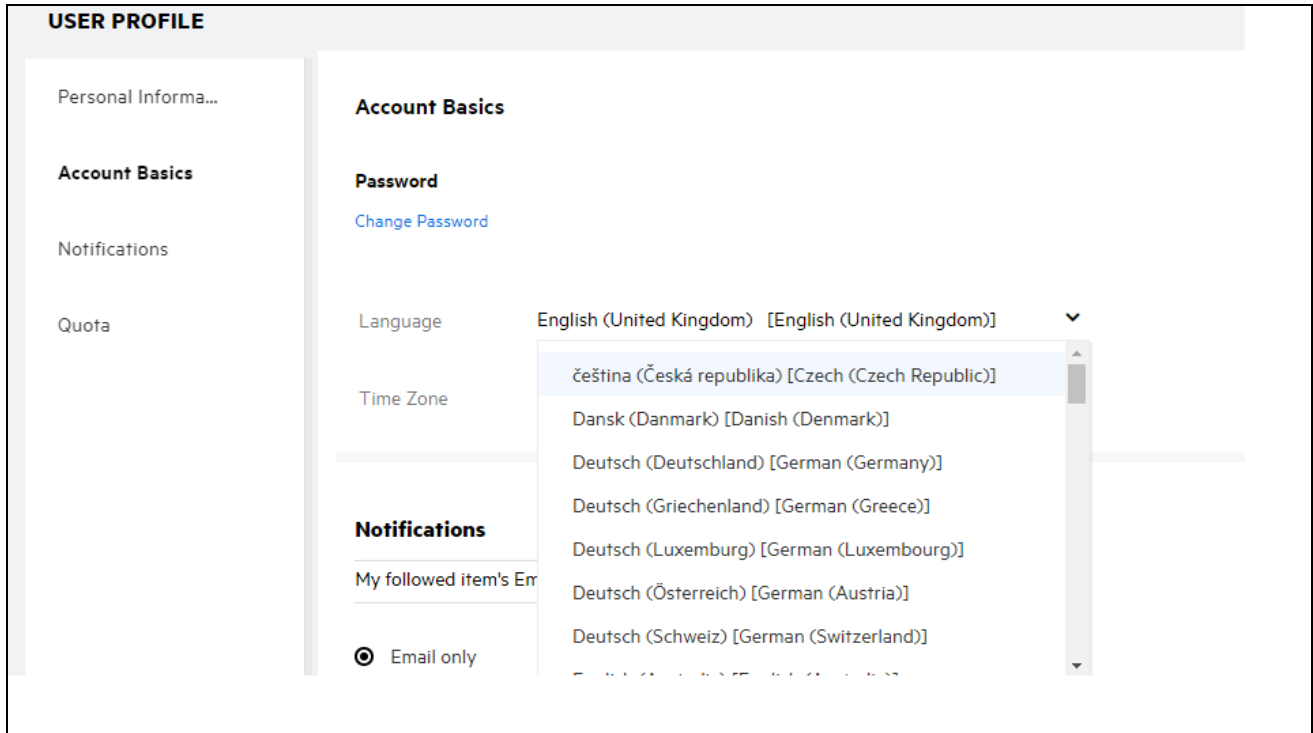 USER PROFILE
Personal Informa...
Account Basics
Notifications
Quota
Account Basics
Password
Change Password
Language
English (United Kingdom) [English (United Kingdom)]
čeština (Česká republika) [Czech (Czech Republic)]
Dansk (Danmark) [Danish (Denmark)]
Deutsch (Deutschland) [German (Germany)]
Deutsch (Griechenland) [German (Greece)]
Deutsch (Luxemburg) [German (Luxembourg)]
Deutsch (Österreich) [German (Austria)]
Deutsch (Schweiz) [German (Switzerland)]
Time Zone
Notifications
My followed item's Em
Email only